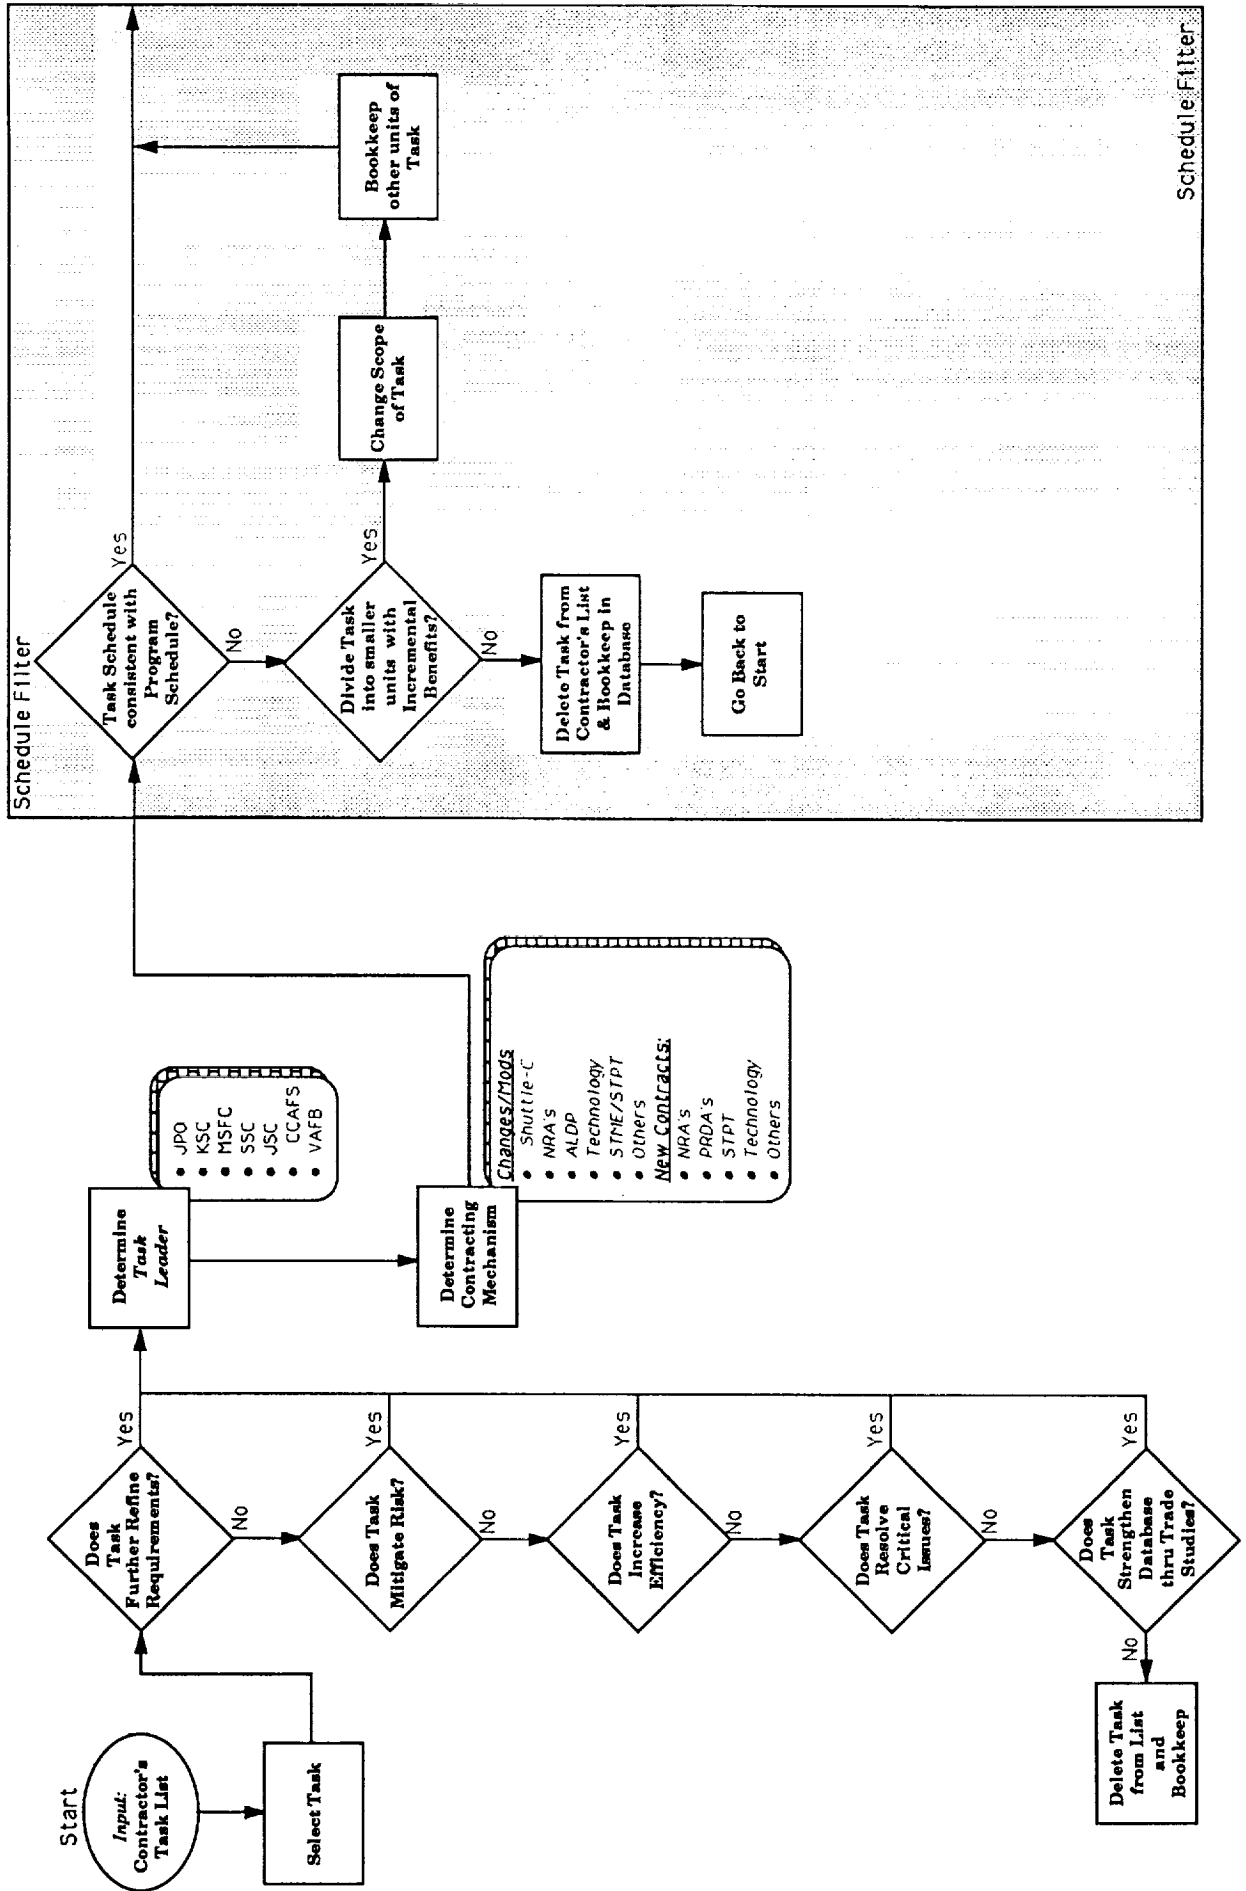 Start
Input:
Contractor's
Task List
Select Task
Does
Task
Further Refine
Requirements?
Yes
No
Does Task
Mitigate Risk?
Yes
No
Does Task
Increase
Efficiency?
Yes
No
Does Task
Resolve
Critical
Issues?
Yes
No
Does
Task
Strengthen
Database
thru Trade
Studies?
Yes
No
Delete Task
from List
and
Bookkeep
Determine
Task
Leader
• JPO
• KSC
• MSFC
• SSC
• JSC
• CCAFS
• VAFB
Determine
Contracting
Mechanism
Changes/Mods
• Shuttle-C
• NRA's
• ALDP
• Technology
• STME/STPT
• Others
New Contracts:
• NRA's
• PRDA's
• STPT
• Technology
• Others
Schedule Filter
Task Schedule
consistent with
Program
Schedule?
Yes
No
Divide Task
into smaller
units with
Incremental
Benefits?
Yes
No
Change Scope
of Task
Bookkeep
other units of
Task
Delete Task from
Contractor's List
& Bookkeep in
Database
Go Back to
Start
Schedule Filter